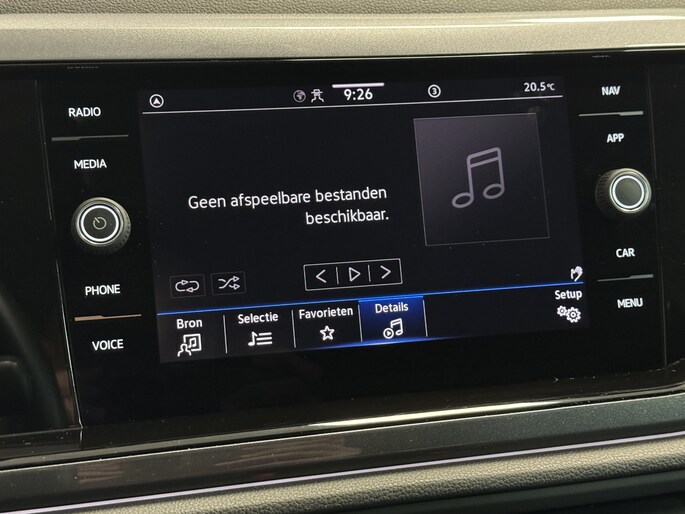 RADIO
MEDIA
PHONE
VOICE
9:26
3
20.5°C
Geen afspeelbare bestanden
beschikbaar.
Bron
Selectie
Favorieten
Details
Setup
NAV
APP
CAR
MENU